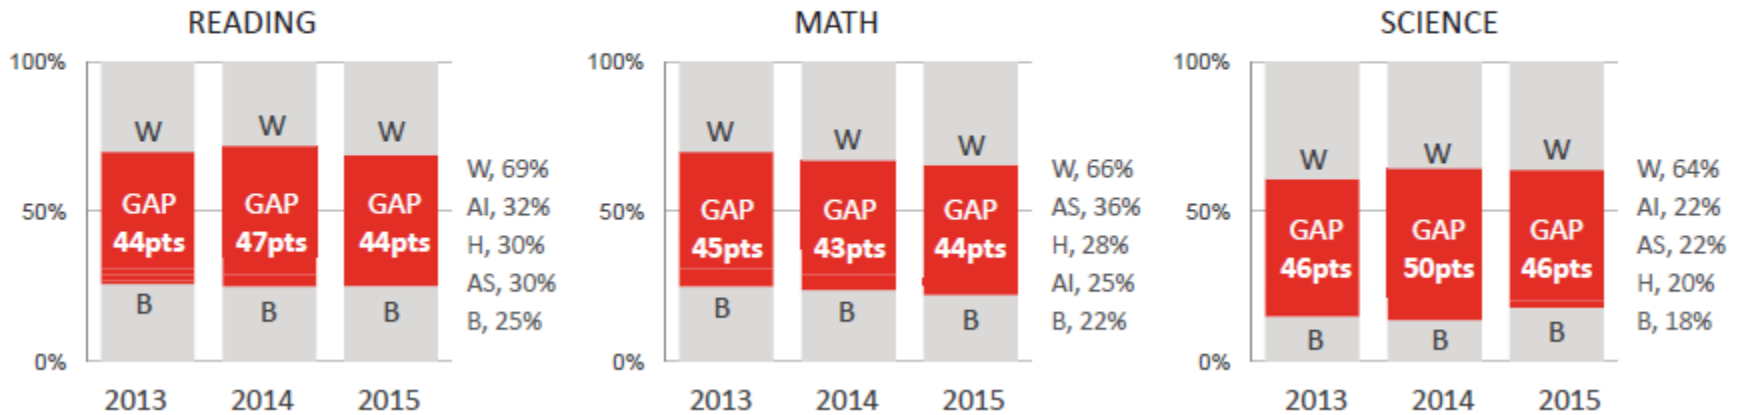 READING
100%
50%
0%
W
W
W
GAP
44pts
GAP
47pts
GAP
44pts
B
B
B
2013
2014
2015
W, 69%
AI, 32%
H, 30%
AS, 30%
B, 25%
MATH
100%
50%
0%
W
W
W
GAP
45pts
GAP
43pts
GAP
44pts
B
B
B
2013
2014
2015
W, 66%
AS, 36%
H, 28%
AI, 25%
B, 22%
SCIENCE
100%
50%
0%
W
W
W
GAP
46pts
GAP
50pts
GAP
46pts
B
B
B
2013
2014
2015
W, 64%
AI, 22%
AS, 22%
H, 20%
B, 18%